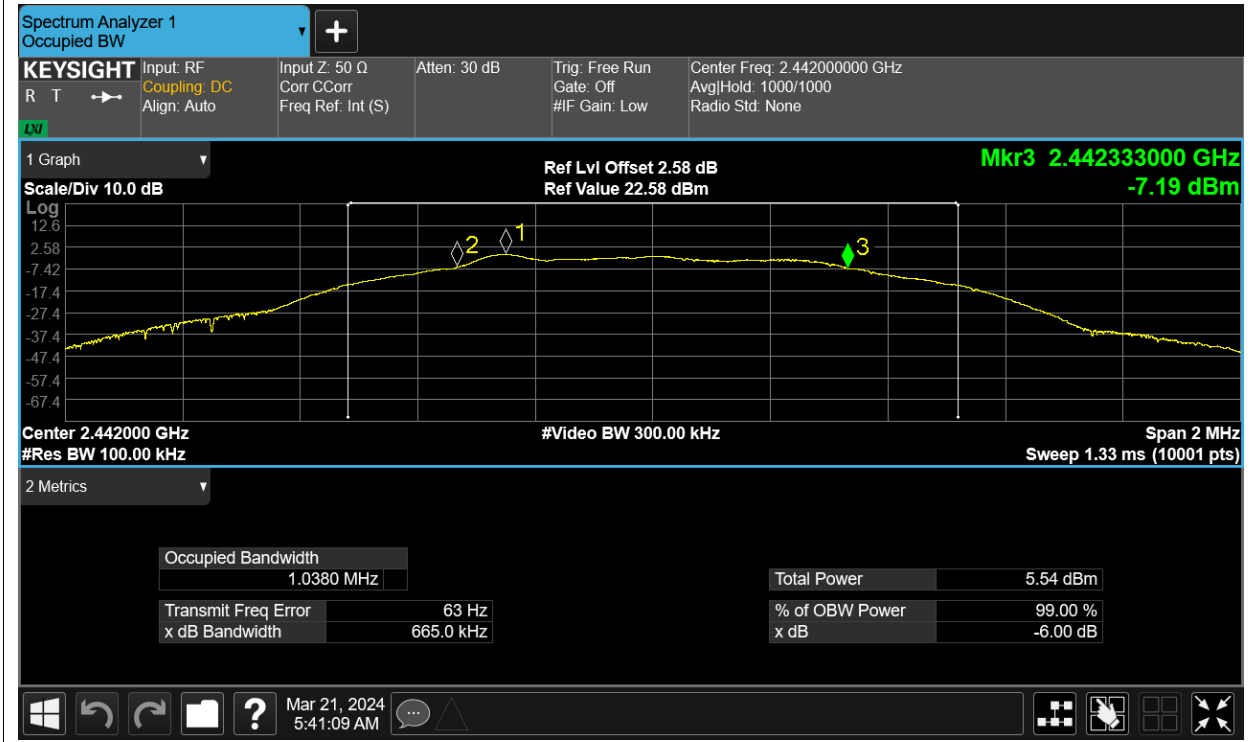 Spectrum Analyzer 1
Occupied BW
KEYSIGHT
R T
LXI
Input: RF
Coupling: DC
Align: Auto
Input Z: 50 Ω
Corr CCorr
Freq Ref: Int (S)
Atten: 30 dB
Trig: Free Run
Gate: Off
#IF Gain: Low
Center Freq: 2.442000000 GHz
Avg|Hold: 1000/1000
Radio Std: None
1 Graph
Scale/Div 10.0 dB
Ref Lvl Offset 2.58 dB
Ref Value 22.58 dBm
Mkr3 2.442333000 GHz
-7.19 dBm
Log
12.6
2.58
-7.42
-17.4
-27.4
-37.4
-47.4
-57.4
-67.4
2
1
3
Center 2.442000 GHz
#Res BW 100.00 kHz
#Video BW 300.00 kHz
Span 2 MHz
Sweep 1.33 ms (10001 pts)
2 Metrics
Occupied Bandwidth
1.0380 MHz
Transmit Freq Error 63 Hz
x dB Bandwidth 665.0 kHz
Total Power 5.54 dBm
% of OBW Power 99.00 %
x dB -6.00 dB
?
Mar 21, 2024
5:41:09 AM